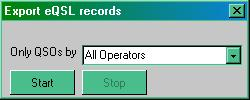 Export eQSL records
Only QSOs by All Operators
Start Stop